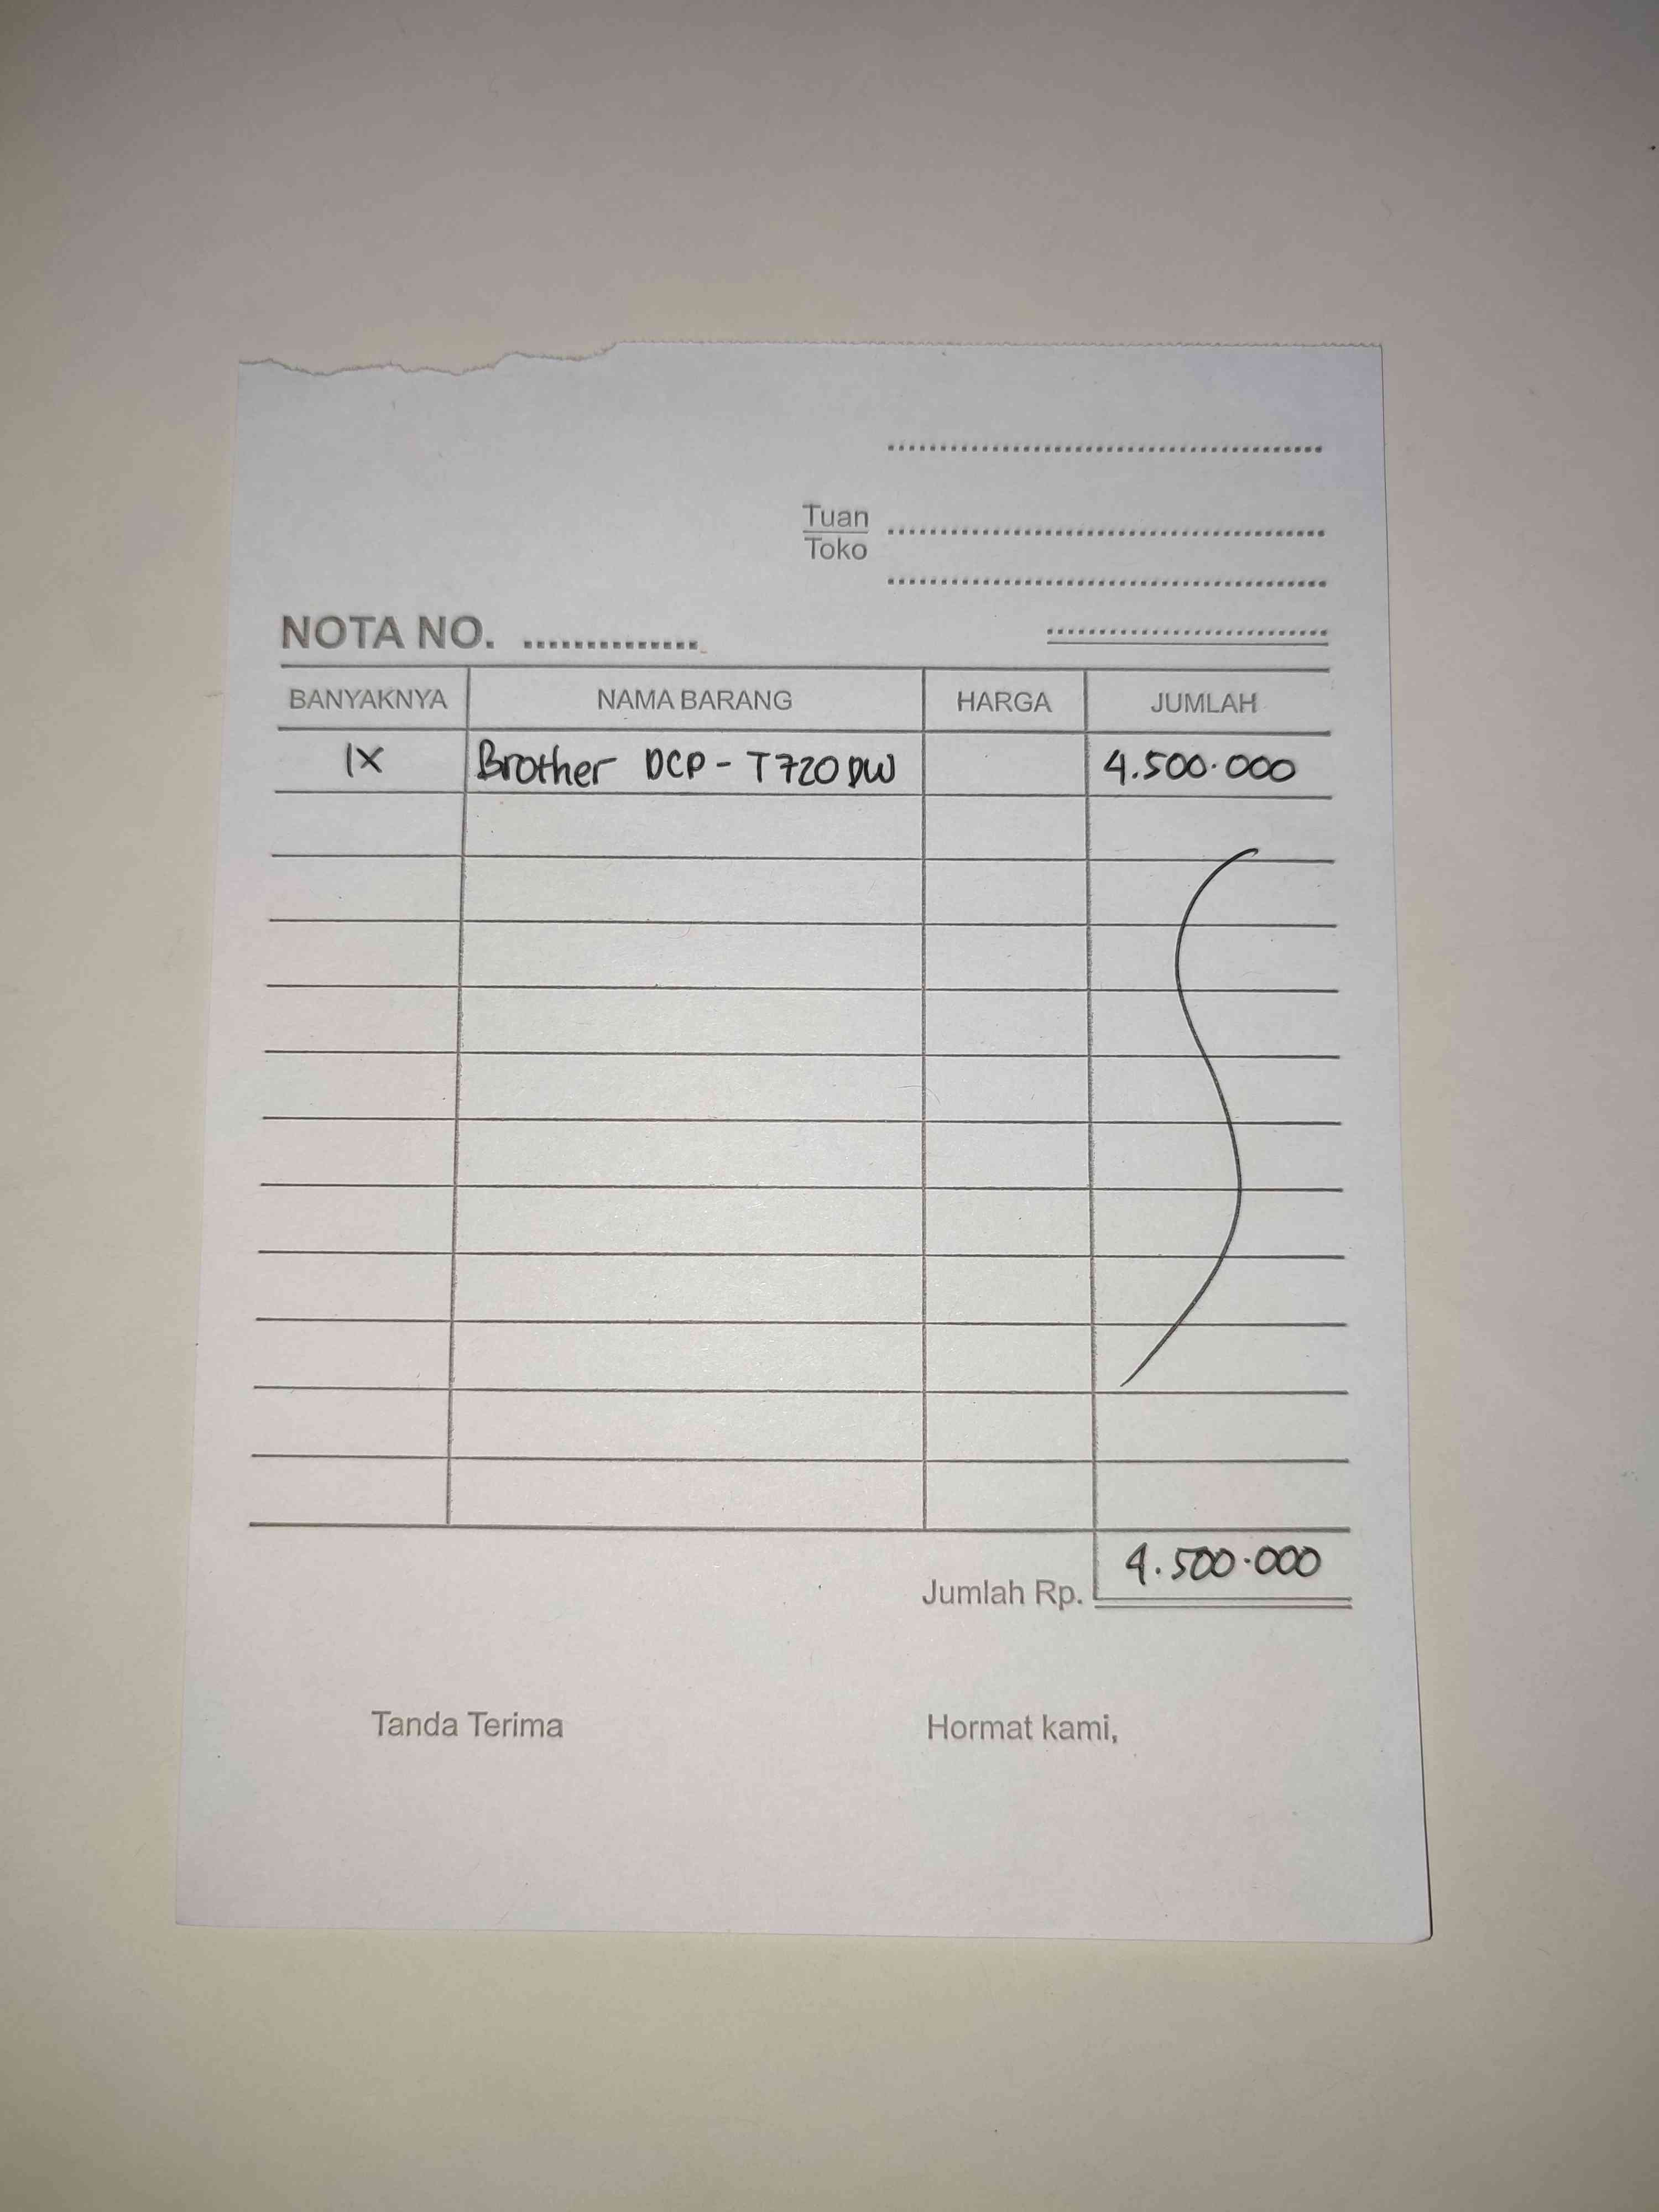 Tuan
Toko
NOTA NO. ..............
BANYAKNYA NAMA BARANG HARGA JUMLAH
1X Brother DCP - T720DW 4.500.000
Jumlah Rp. 4.500.000
Tanda Terima Hormat kami,